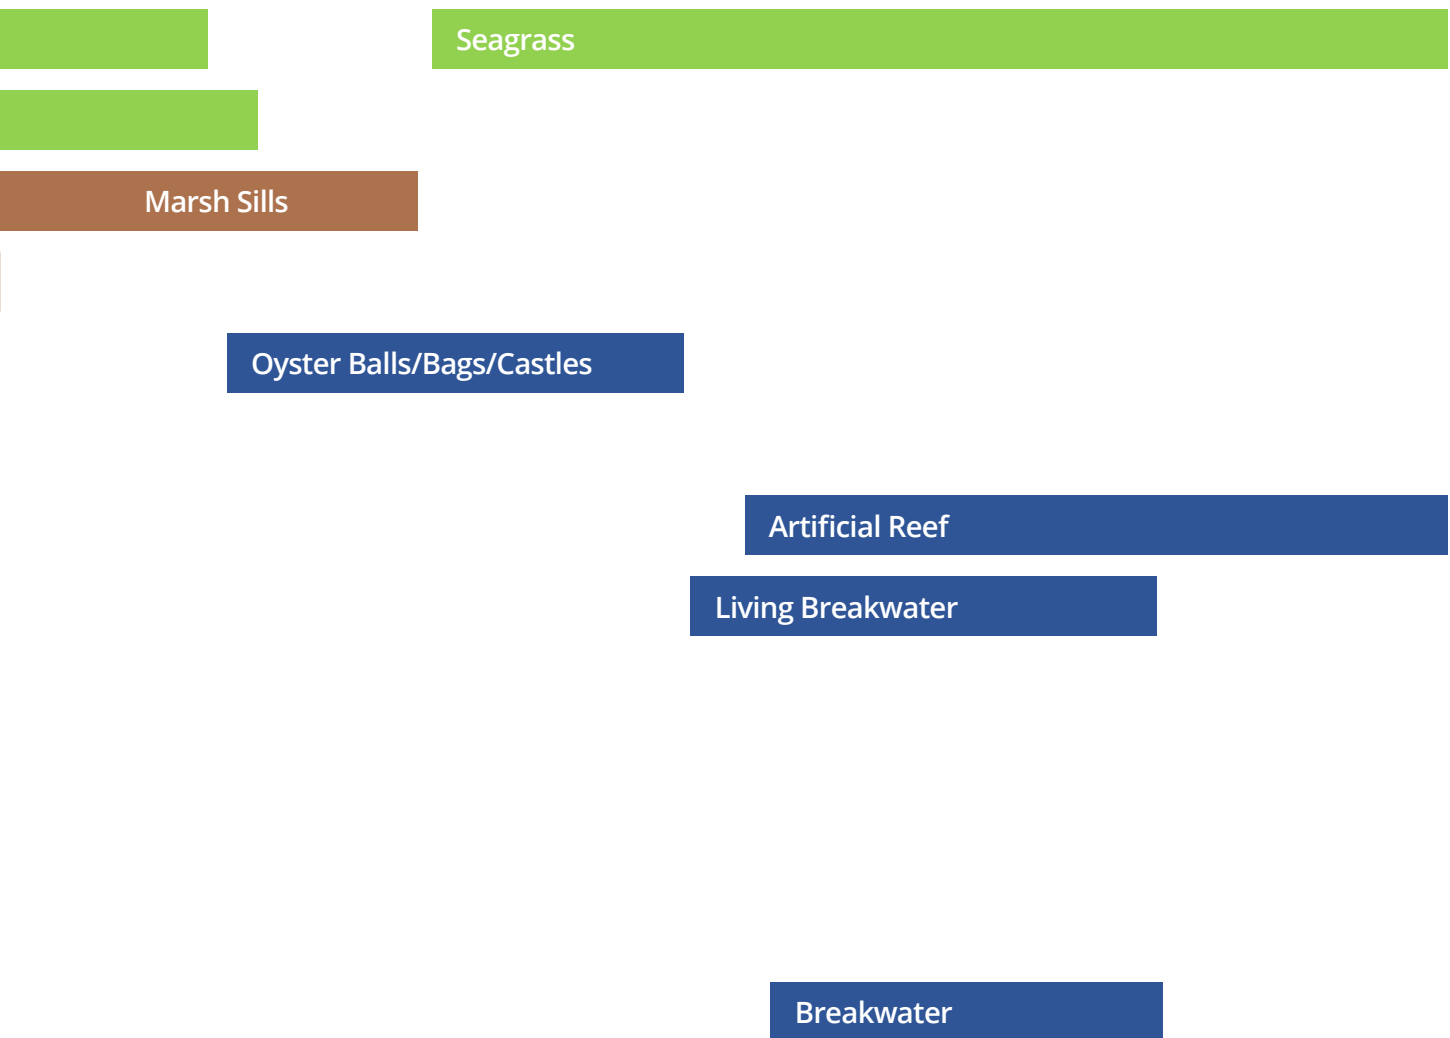 Seagrass
Marsh Sills
Oyster Balls/Bags/Castles
Artificial Reef
Living Breakwater
Breakwater